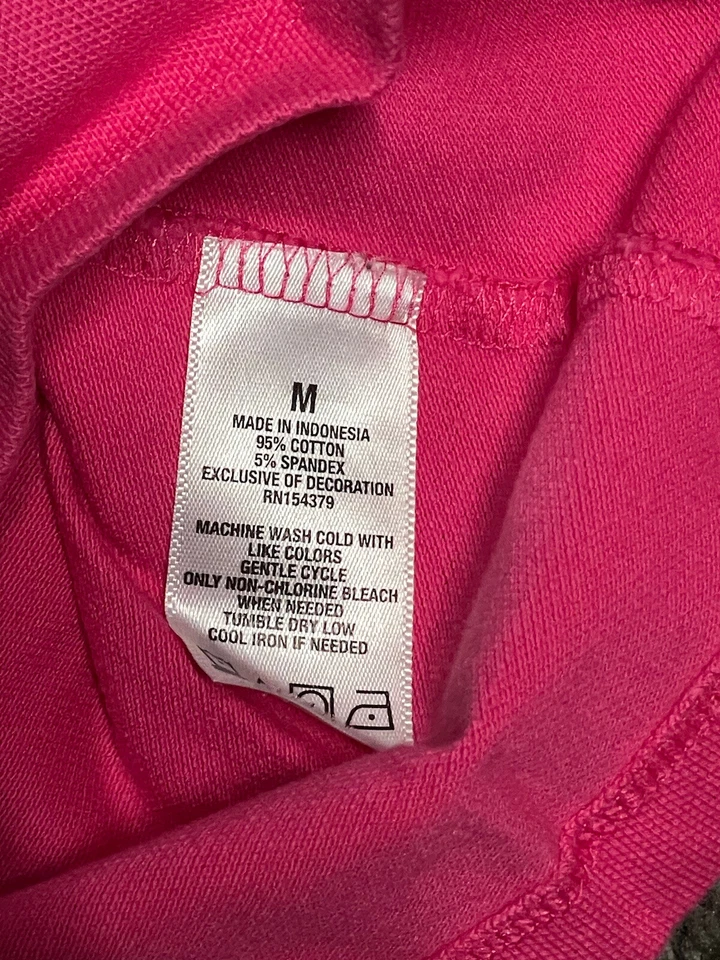 M
MADE IN INDONESIA
95% COTTON
5% SPANDEX
EXCLUSIVE OF DECORATION
RN154379
MACHINE WASH COLD WITH
LIKE COLORS
GENTLE CYCLE
ONLY NON-CHLORINE BLEACH
WHEN NEEDED
TUMBLE DRY LOW
COOL IRON IF NEEDED